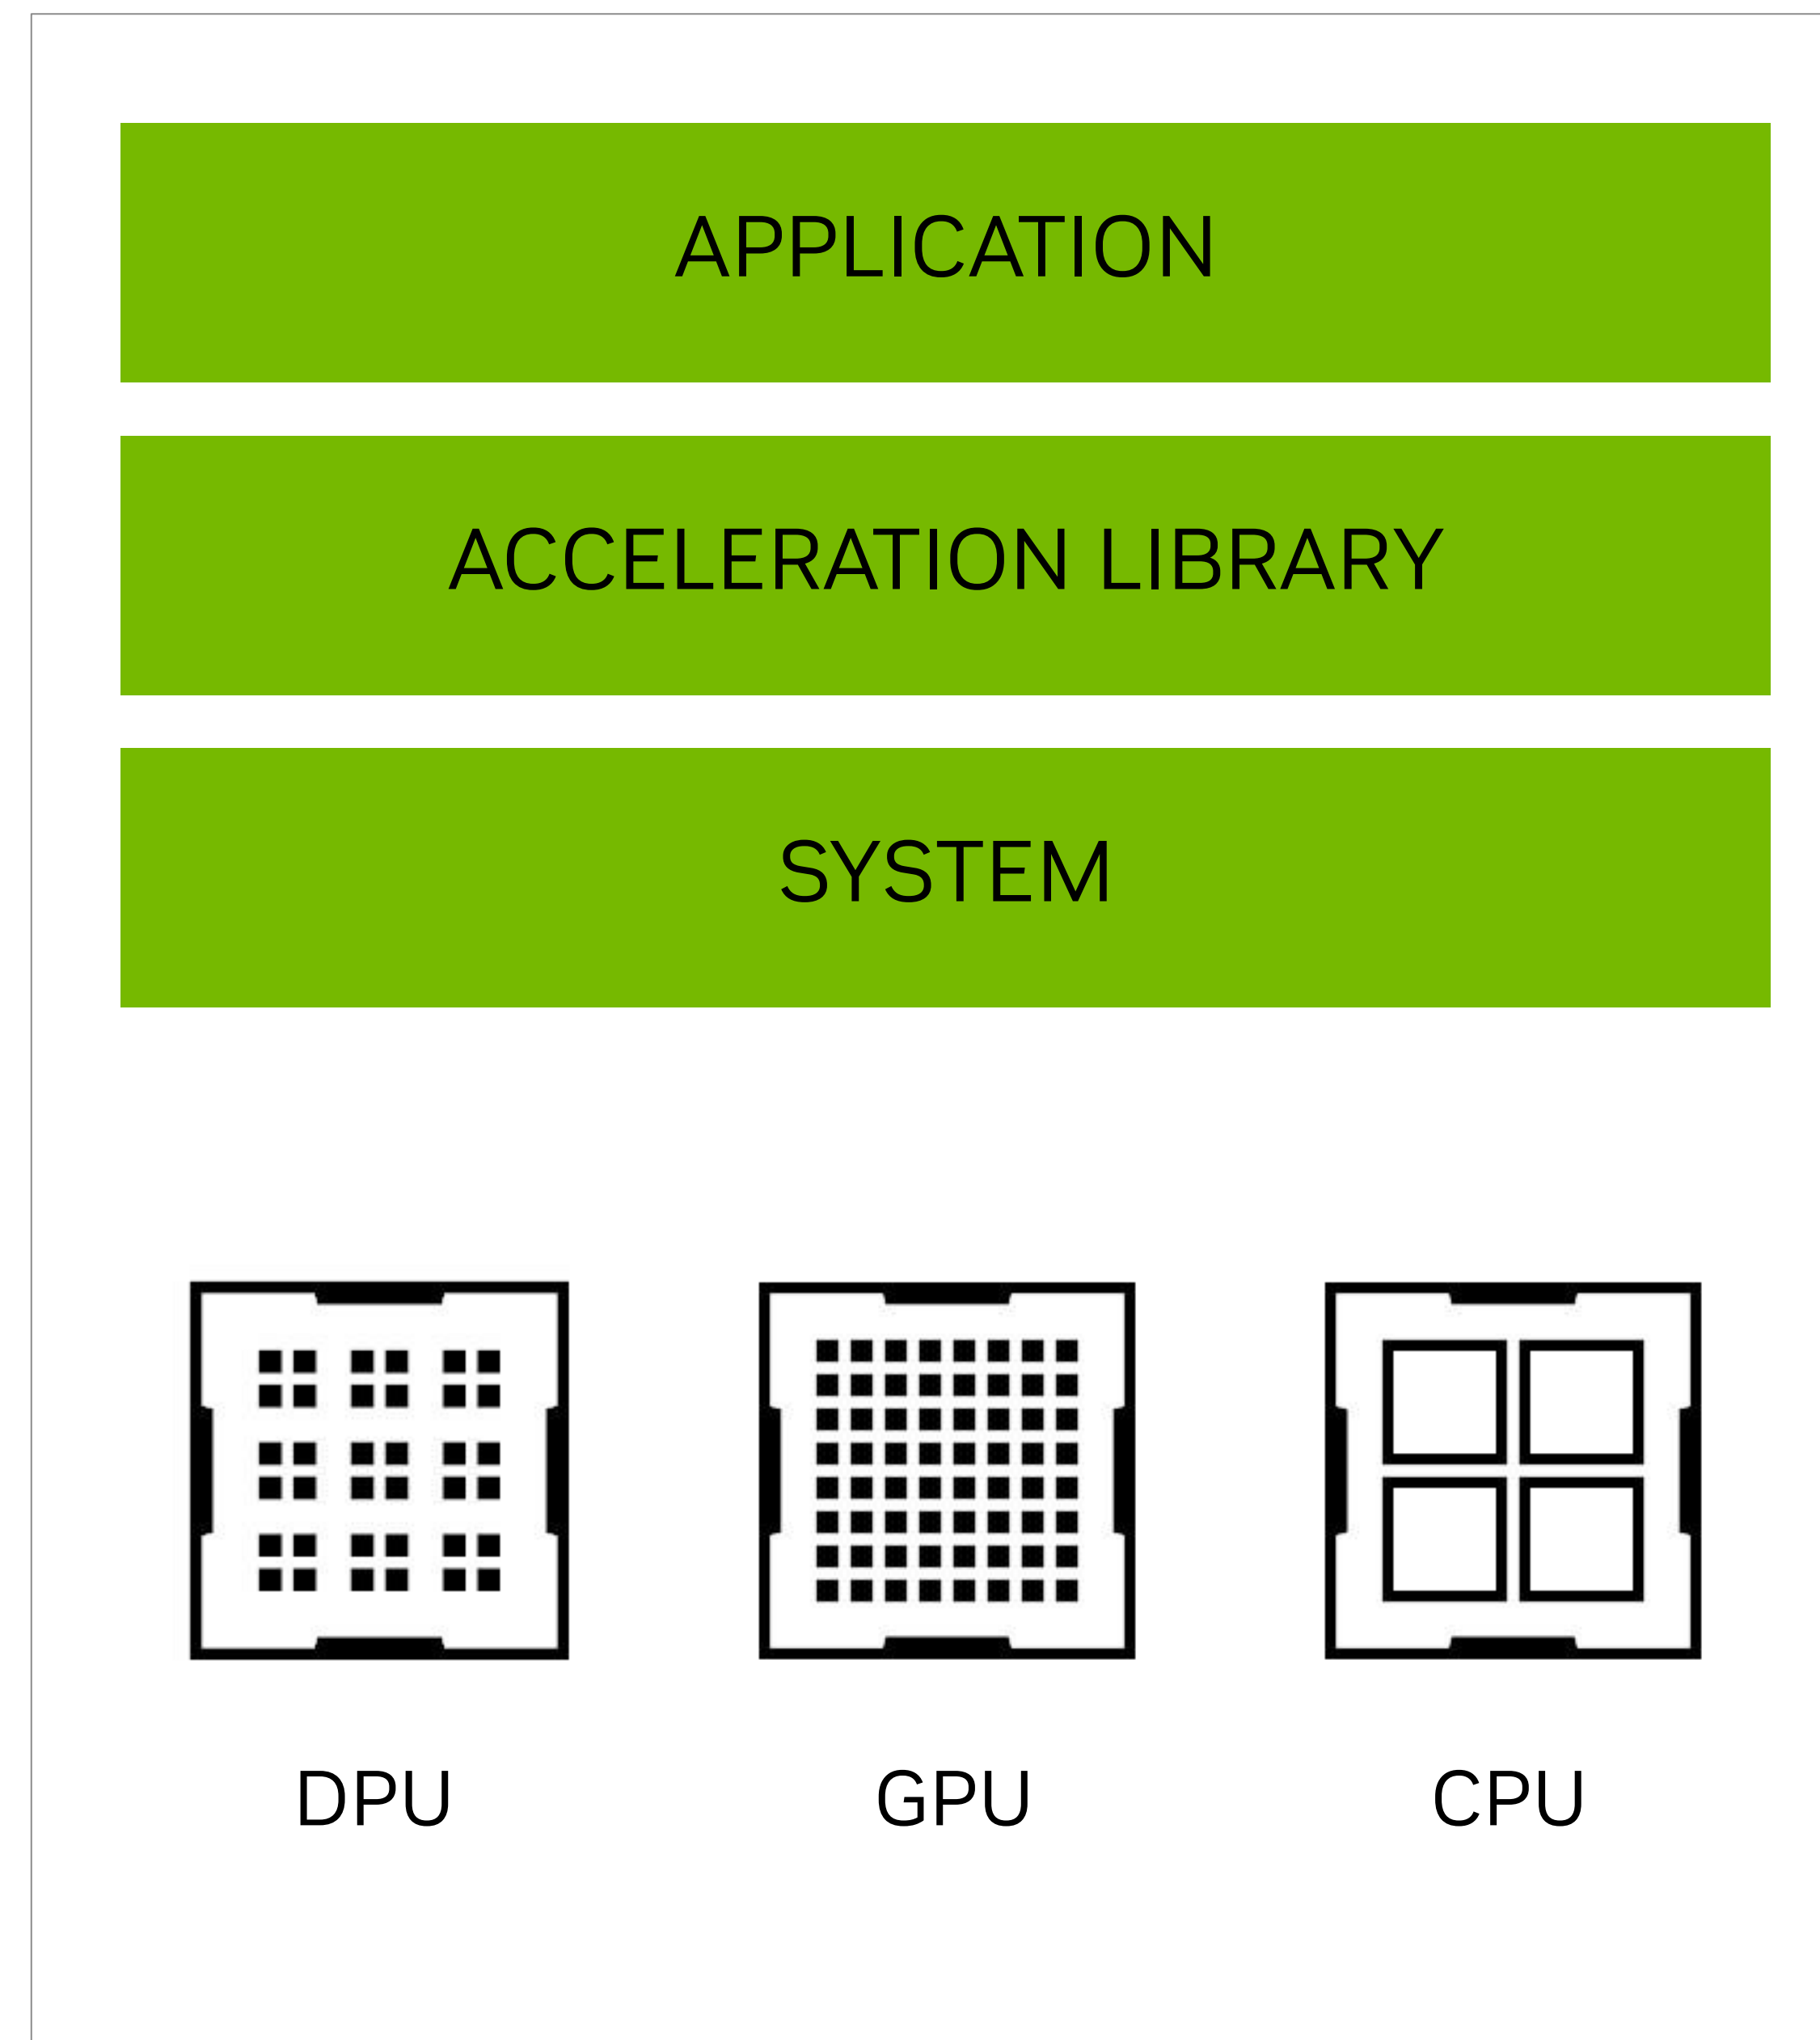 APPLICATION
ACCELERATION LIBRARY
SYSTEM
DPU
GPU
CPU